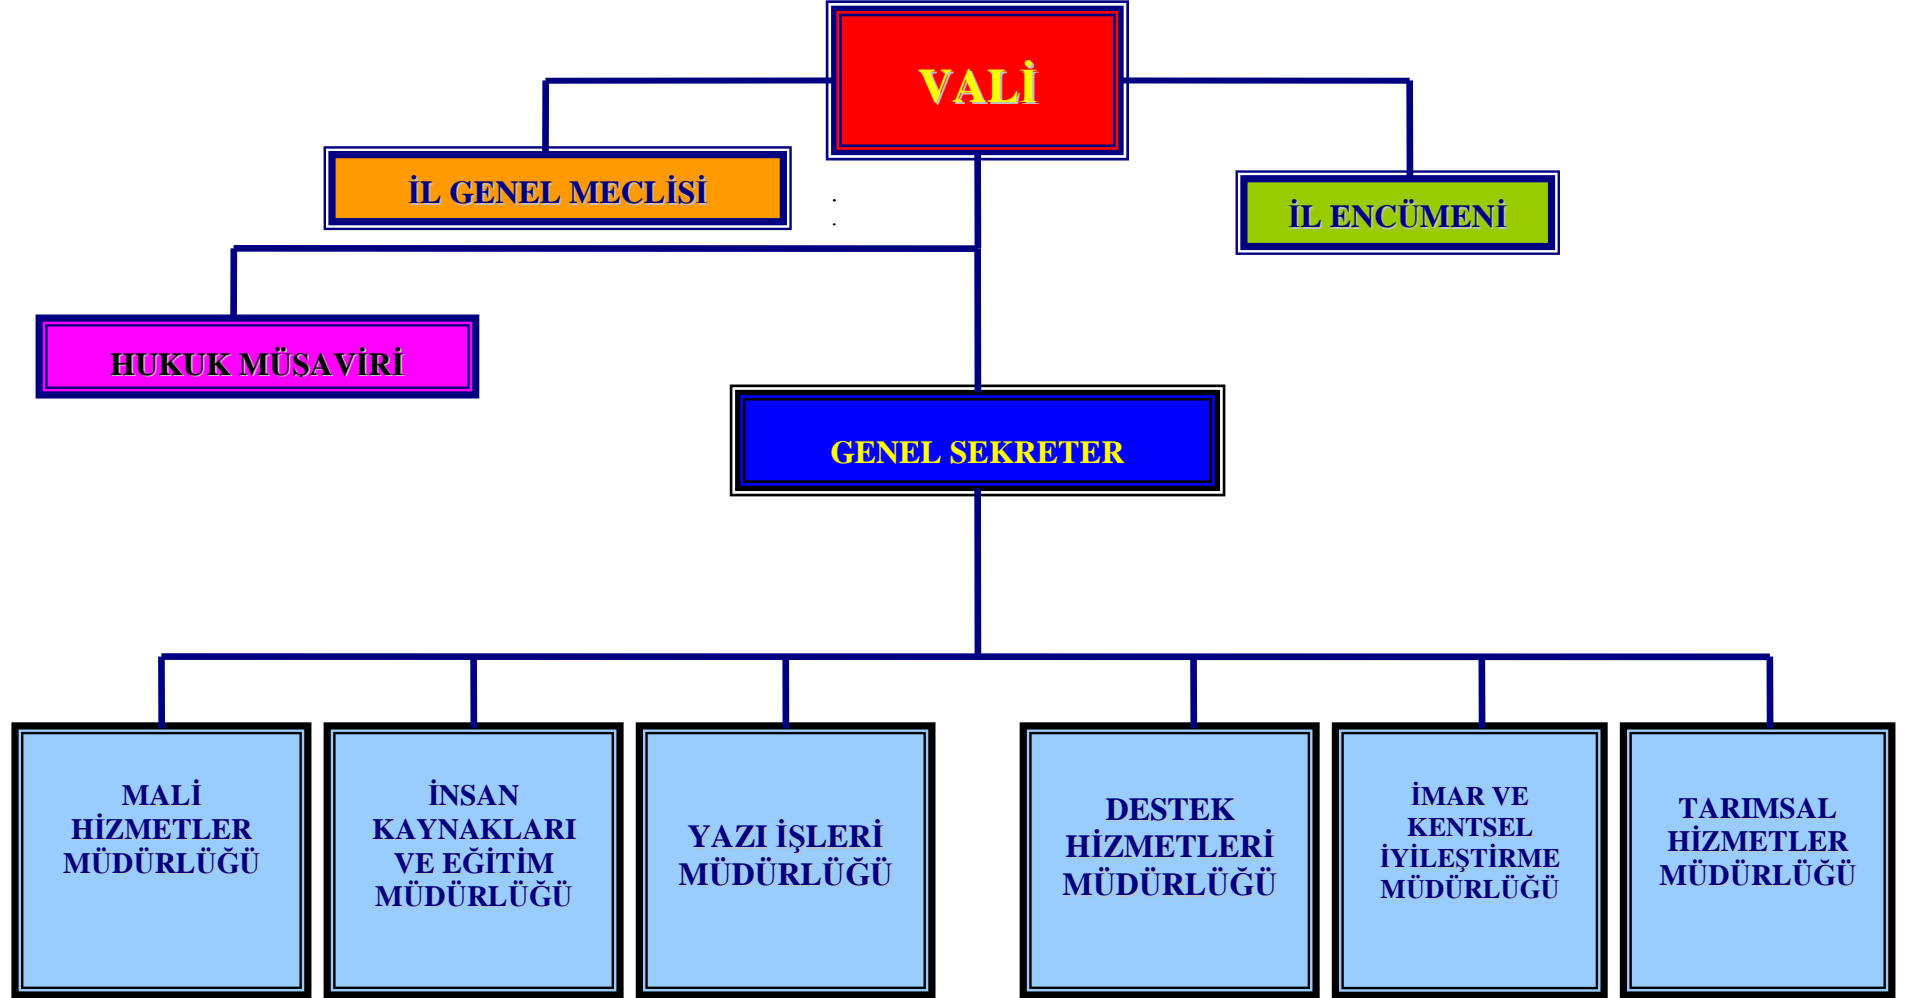 VALİ
İL GENEL MECLİSİ
.
.
İL ENCÜMENİ
HUKUK MÜŞAVİRİ
GENEL SEKRETER
MALİ
HİZMETLER
MÜDÜRLÜĞÜ
İNSAN
KAYNAKLARI
VE EĞİTİM
MÜDÜRLÜĞÜ
YAZI İŞLERİ
MÜDÜRLÜĞÜ
DESTEK
HİZMETLERİ
MÜDÜRLÜĞÜ
İMAR VE
KENTSEL
İYİLEŞTİRME
MÜDÜRLÜĞÜ
TARIMSAL
HİZMETLER
MÜDÜRLÜĞÜ